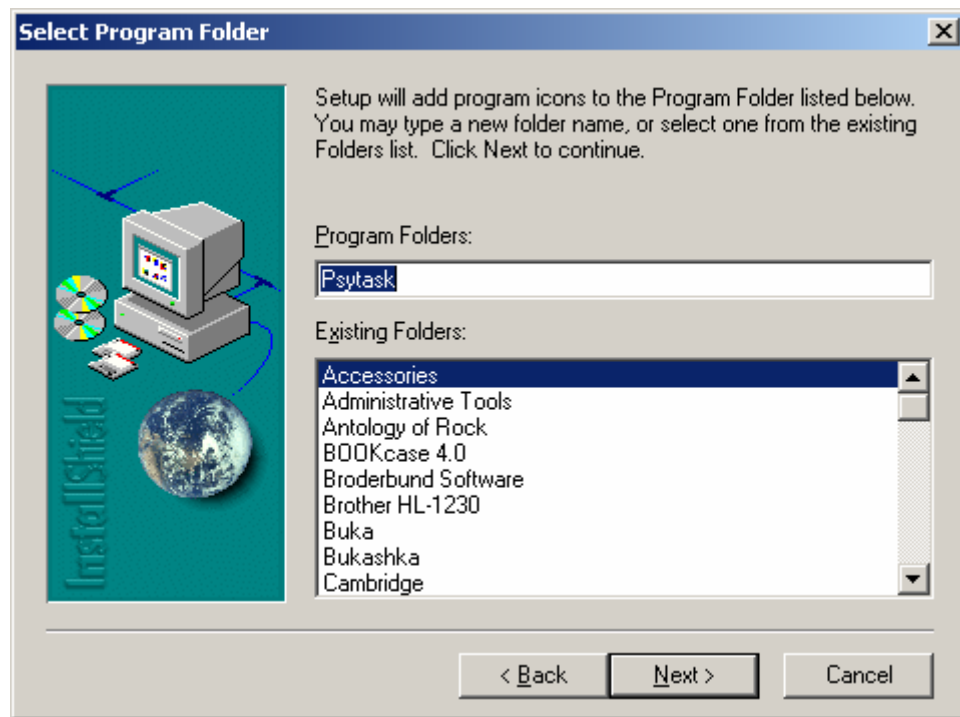 Select Program Folder
Setup will add program icons to the Program Folder listed below.
You may type a new folder name, or select one from the existing
Folders list.  Click Next to continue.
Program Folders:
Psytask
Existing Folders:
Accessories
Administrative Tools
Antology of Rock
BOOKcase 4.0
Broderbund Software
Brother HL-1230
Buka
Bukashka
Cambridge
InstallShield
< Back
Next >
Cancel